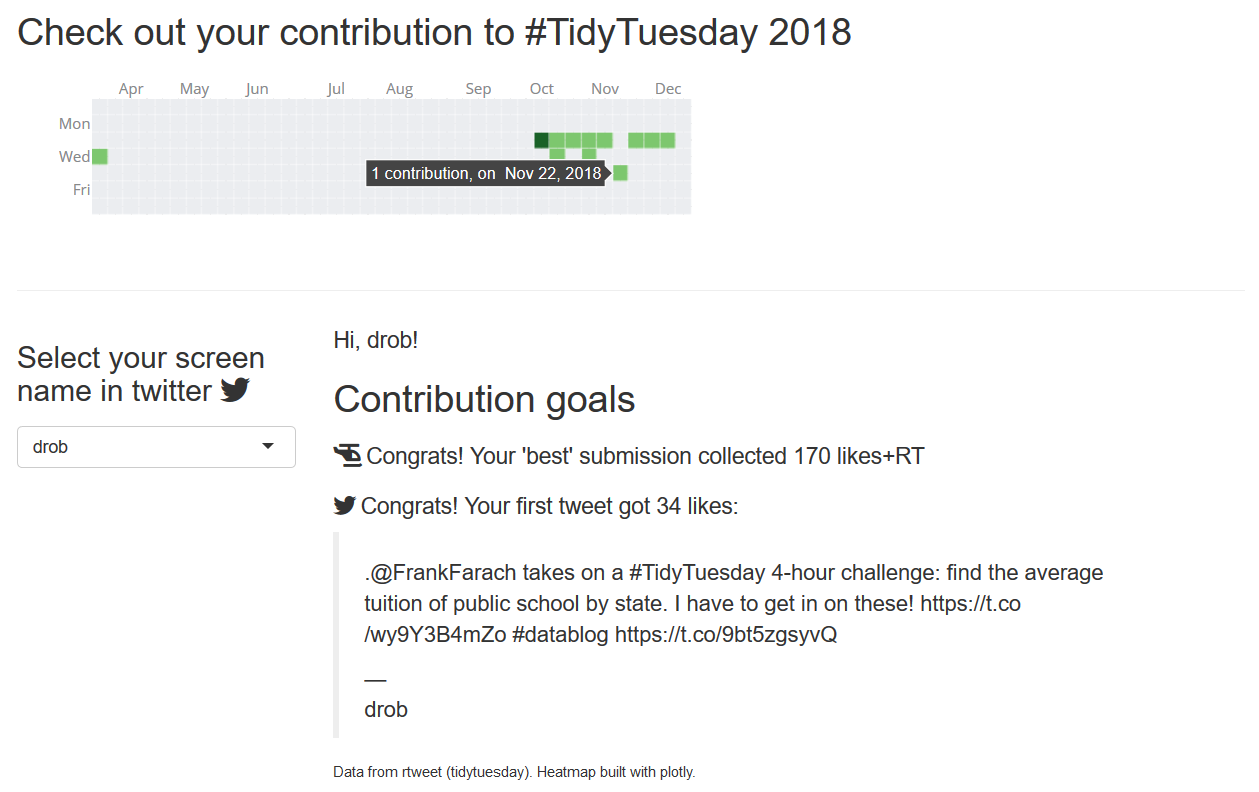 Check out your contribution to #TidyTuesday 2018
Apr May Jun Jul Aug Sep Oct Nov Dec
Mon
Wed
1 contribution, on  Nov 22, 2018
Fri
Hi, drob!
Select your screen
name in twitter
drob
Contribution goals
Congrats! Your 'best' submission collected 170 likes+RT
Congrats! Your first tweet got 34 likes:
.@FrankFarach takes on a #TidyTuesday 4-hour challenge: find the average
tuition of public school by state. I have to get in on these! https://t.co
/wy9Y3B4mZo #datablog https://t.co/9bt5zgsyvQ
—
drob
Data from rtweet (tidytuesday). Heatmap built with plotly.